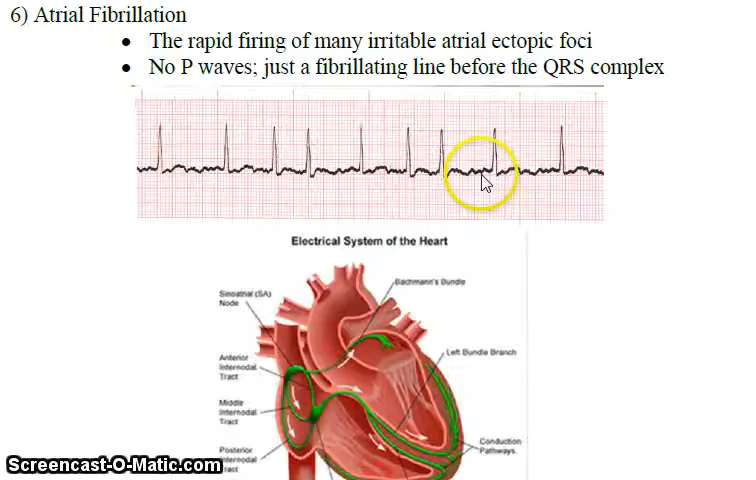 6) Atrial Fibrillation
• The rapid firing of many irritable atrial ectopic foci
• No P waves; just a fibrillating line before the QRS complex
Electrical System of the Heart
Bachmann's Bundle
Sinoatrial (SA)
Node
Left Bundle Branch
Anterior
Internodal
Tract
Middle
Internodal
Tract
Conduction
Pathways
Posterior
Internodal
Tract
Screencast-O-Matic.com